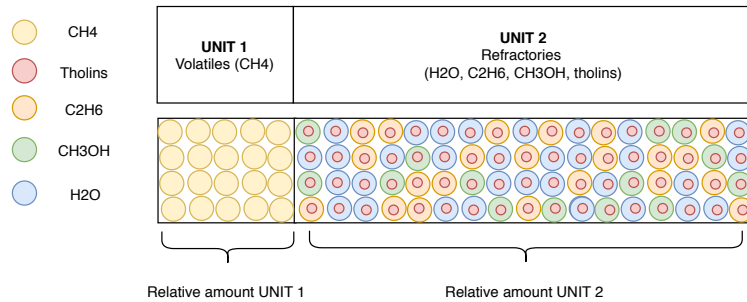 CH4
Tholins
C2H6
CH3OH
H2O
UNIT 1
Volatiles (CH4)
UNIT 2
Refractories
(H2O, C2H6, CH3OH, tholins)
Relative amount UNIT 1
Relative amount UNIT 2